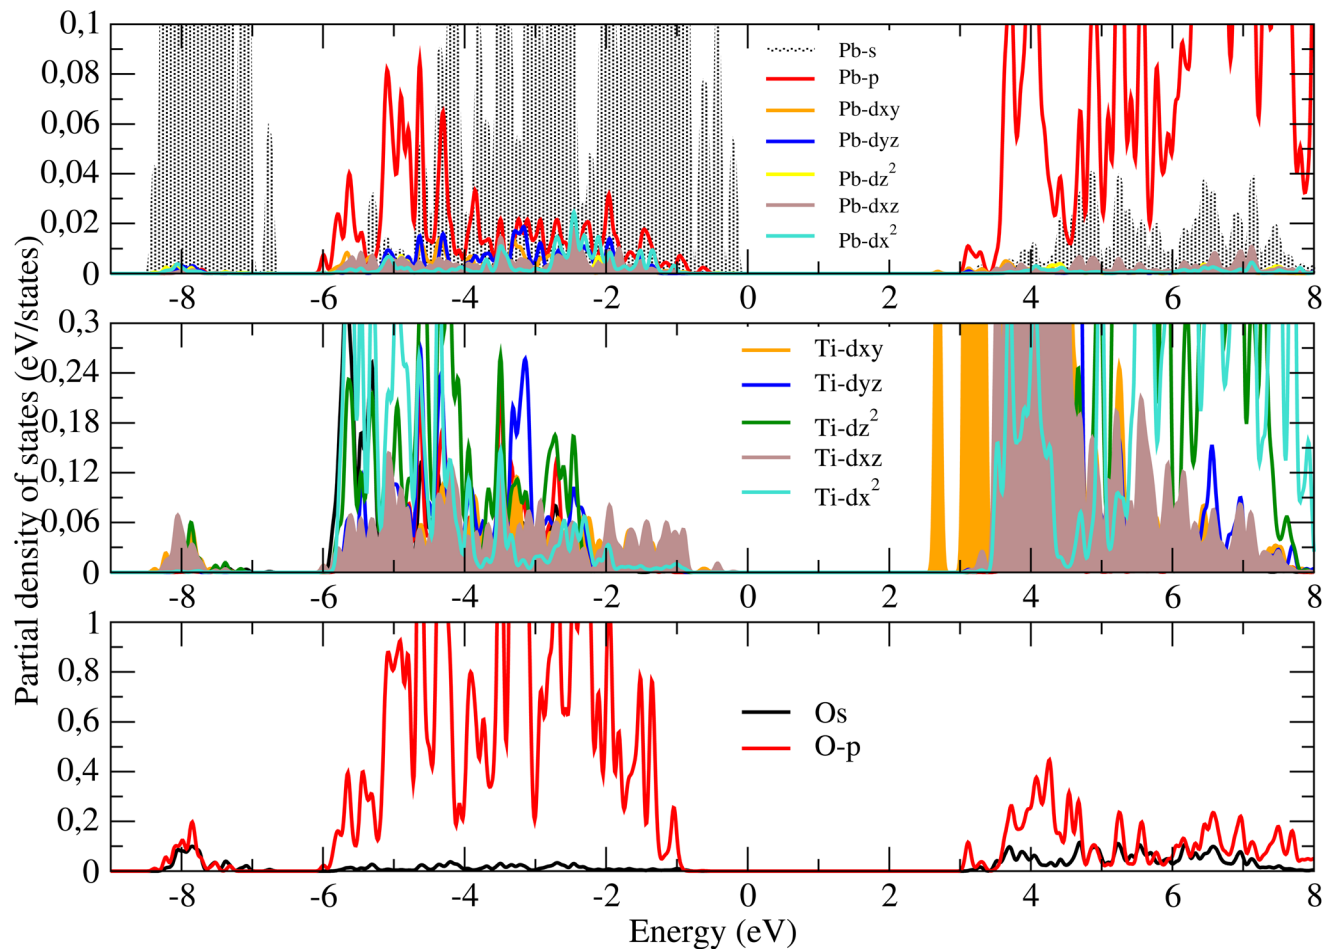 0,1
0,08
0,06
0,04
0,02
0
Pb-s
Pb-p
Pb-dxy
Pb-dyz
Pb-dz²
Pb-dxz
Pb-dx²
-8 -6 -4 -2 0 2 4 6 8
0,3
0,24
0,18
0,12
0,06
0
Ti-dxy
Ti-dyz
Ti-dz²
Ti-dxz
Ti-dx²
-8 -6 -4 -2 0 2 4 6 8
Partial density of states (eV/states)
1
0,8
0,6
0,4
0,2
0
Os
O-p
-8 -6 -4 -2 0 2 4 6 8
Energy (eV)